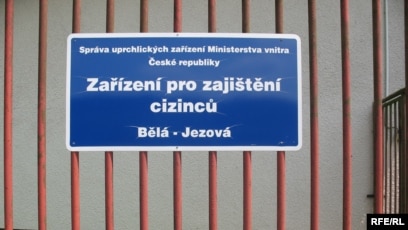 Správa uprchlických zařízení Ministerstva vnitra
České republiky
Zařízení pro zajištění
cizinců
Bělá - Jezová
RFE/RL